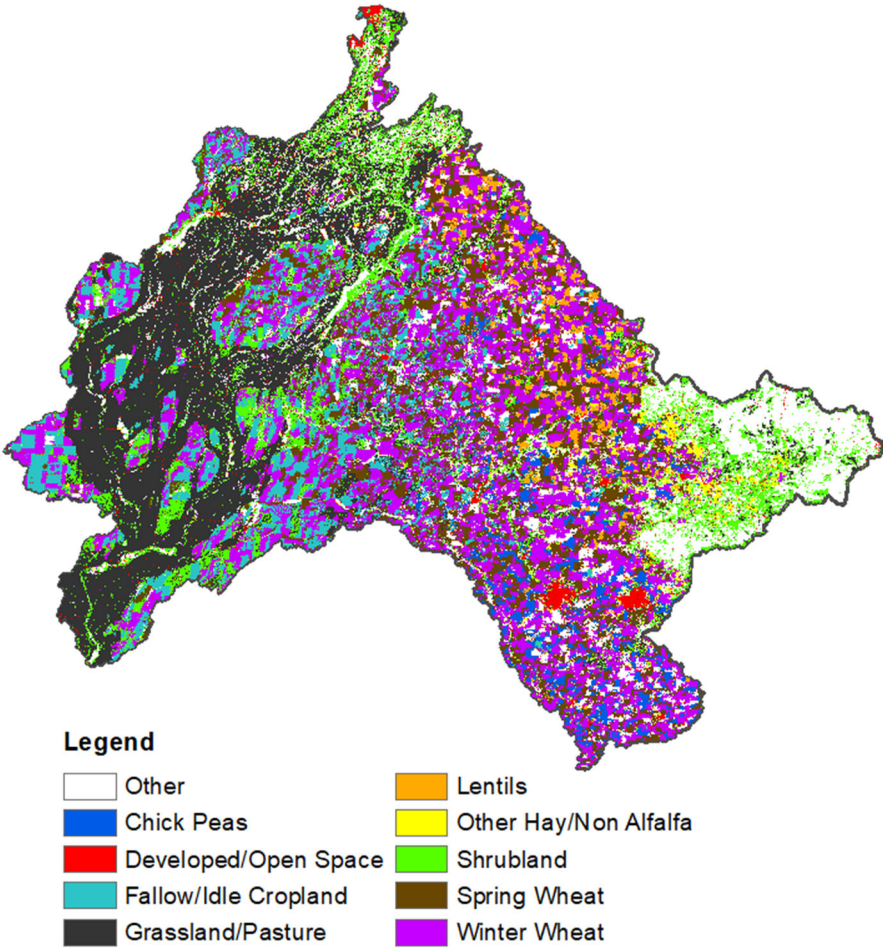 Legend
Other
Chick Peas
Developed/Open Space
Fallow/Idle Cropland
Grassland/Pasture
Lentils
Other Hay/Non Alfalfa
Shrubland
Spring Wheat
Winter Wheat